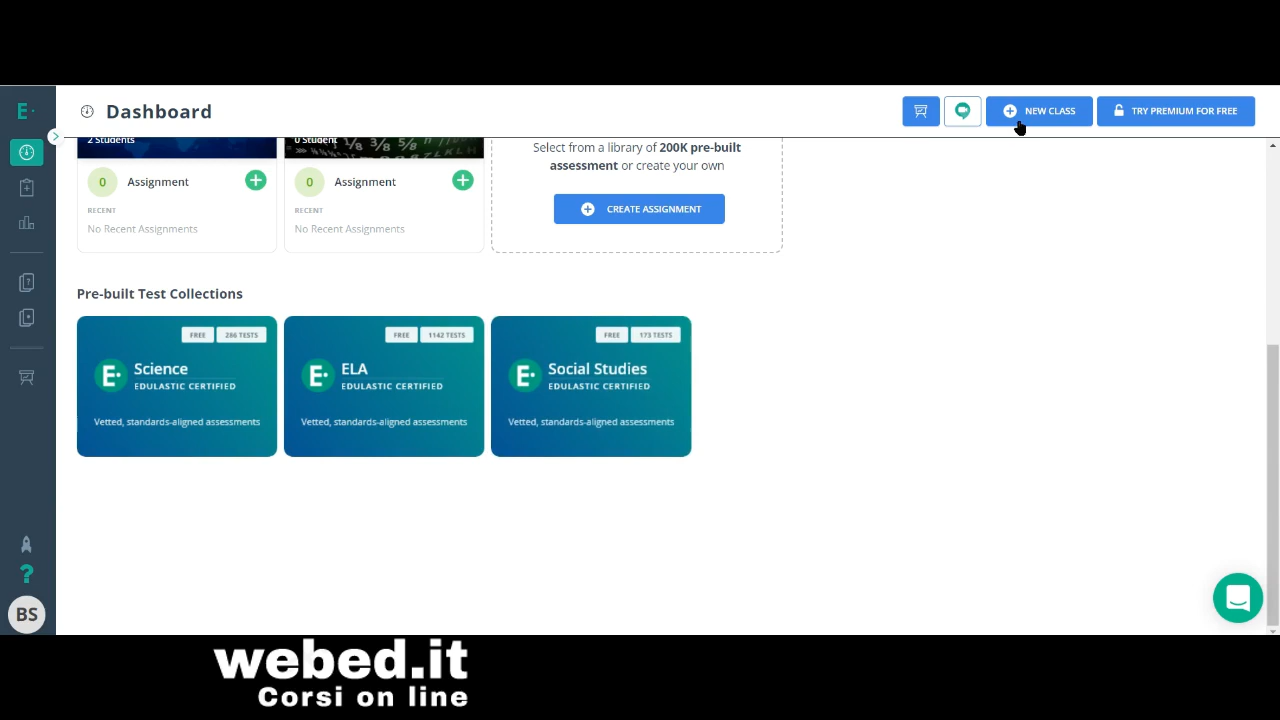 E·
Dashboard
NEW CLASS
TRY PREMIUM FOR FREE
2 Students
0 Student
Select from a library of 200K pre-built
assessment or create your own
0 Assignment
0 Assignment
CREATE ASSIGNMENT
RECENT
RECENT
No Recent Assignments
No Recent Assignments
Pre-built Test Collections
FREE 286 TESTS
Science
E· EDULASTIC CERTIFIED
Vetted, standards-aligned assessments
FREE 1142 TESTS
ELA
E· EDULASTIC CERTIFIED
Vetted, standards-aligned assessments
FREE 173 TESTS
Social Studies
E· EDULASTIC CERTIFIED
Vetted, standards-aligned assessments
?
BS
webed.it
Corsi on line